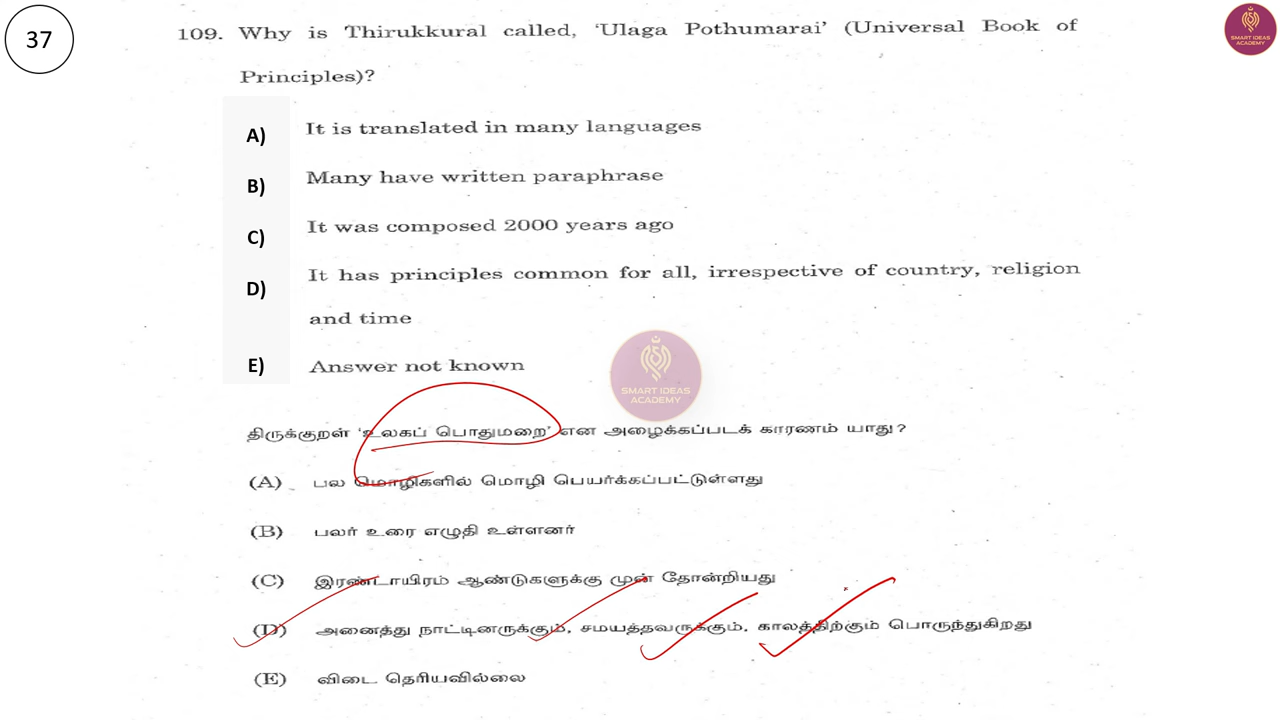 37
SMART IDEAS
ACADEMY
109. Why is Thirukkural called, ‘Ulaga Pothumarai’ (Universal Book of
Principles)?
A) It is translated in many languages
B) Many have written paraphrase
C) It was composed 2000 years ago
D) It has principles common for all, irrespective of country, religion
and time
E) Answer not known
SMART IDEAS
ACADEMY
திருக்குறள் ‘உலகப் பொதுமறை’ என அழைக்கப்படக் காரணம் யாது?
(A) பல மொழிகளில் மொழி பெயர்க்கப்பட்டுள்ளது
(B) பலர் உரை எழுதி உள்ளனர்
(C) இரண்டாயிரம் ஆண்டுகளுக்கு முன் தோன்றியது
(D) அனைத்து நாட்டினருக்கும், சமயத்தவருக்கும், காலத்திற்கும் பொருந்துகிறது
(E) விடை தெரியவில்லை